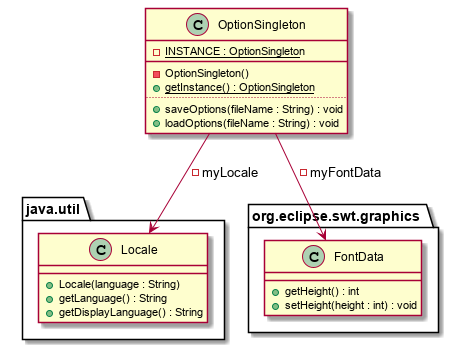 C OptionSingleton
INSTANCE : OptionSingleton
OptionSingleton()
getInstance() : OptionSingleton
saveOptions(fileName : String) : void
loadOptions(fileName : String) : void
myLocale
myFontData
java.util
org.eclipse.swt.graphics
C Locale
Locale(language : String)
getLanguage() : String
getDisplayLanguage() : String
C FontData
getHeight() : int
setHeight(height : int) : void